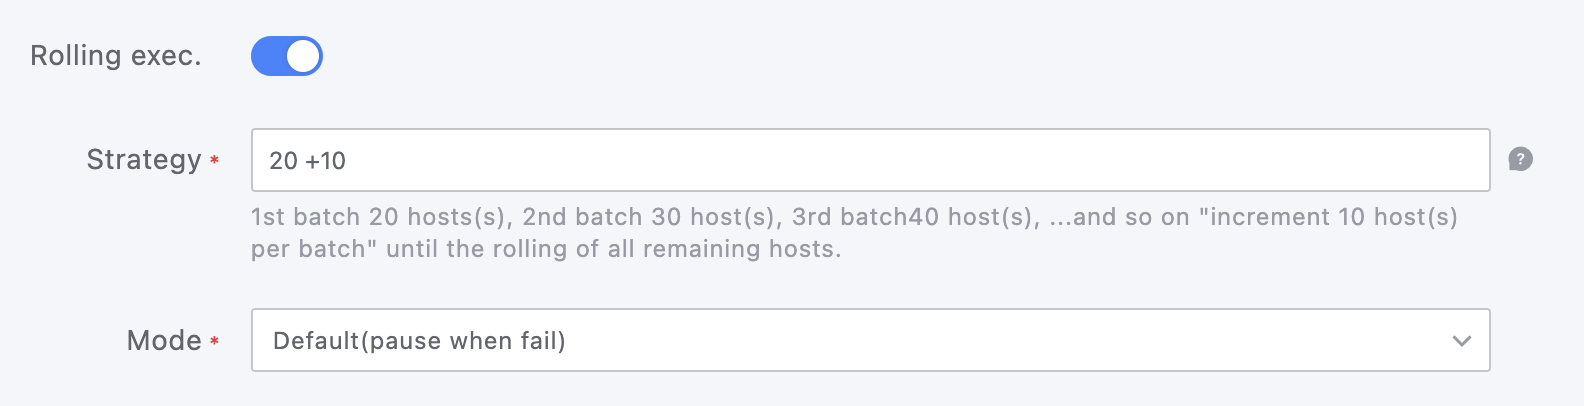 Rolling exec.
Strategy *
20 +10
?
1st batch 20 hosts(s), 2nd batch 30 host(s), 3rd batch40 host(s), ...and so on "increment 10 host(s)
per batch" until the rolling of all remaining hosts.
Mode *
Default(pause when fail)